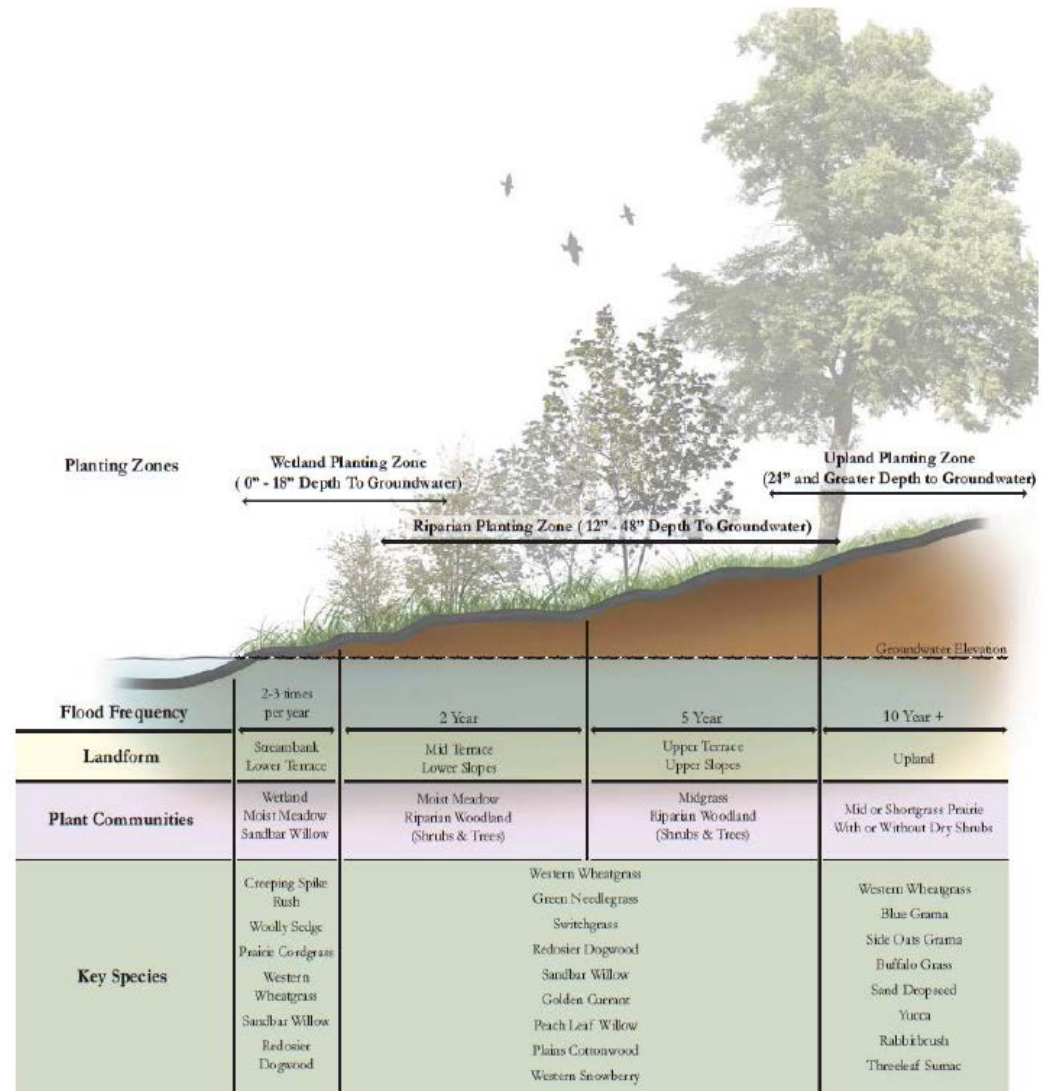 Planting Zones
Wetland Planting Zone
( 0" - 18" Depth To Groundwater)
Upland Planting Zone
(24" and Greater Depth to Groundwater)
Riparian Planting Zone ( 12" - 48" Depth To Groundwater)
Groundwater Elevation
Flood Frequency
2-3 times
per year
2 Year
5 Year
10 Year +
Landform
Streambank
Lower Terrace
Mid Terrace
Lower Slopes
Upper Terrace
Upper Slopes
Upland
Plant Communities
Wetland
Moist Meadow
Sandbar Willow
Moist Meadow
Riparian Woodland
(Shrubs & Trees)
Midgrass
Riparian Woodland
(Shrubs & Trees)
Mid or Shortgrass Prairie
With or Without Dry Shrubs
Key Species
Creeping Spike
Rush
Woolly Sedge
Prairie Cordgrass
Western
Wheatgrass
Sandbar Willow
Redosier
Dogwood
Western Wheatgrass
Green Needlegrass
Switchgrass
Redosier Dogwood
Sandbar Willow
Golden Currant
Peach Leaf Willow
Plains Cottonwood
Western Snowberry
Western Wheatgrass
Blue Grama
Side Oats Grama
Buffalo Grass
Sand Dropseed
Yucca
Rabbitbrush
Threeleaf Sumac